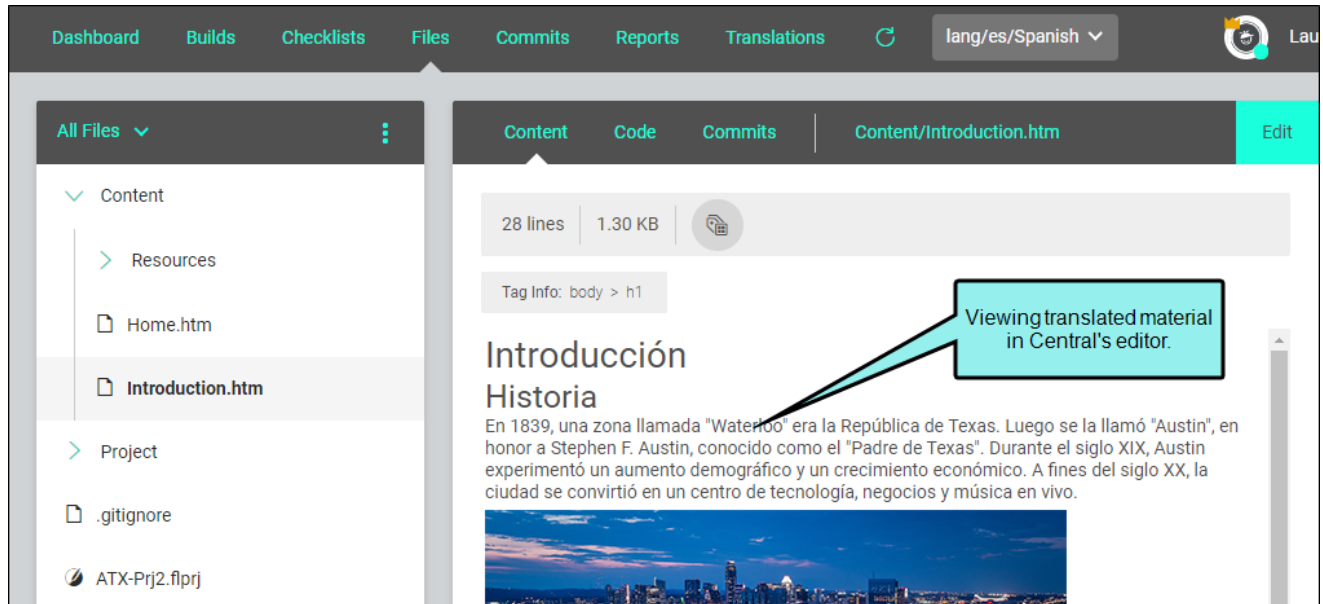 Dashboard Builds Checklists Files Commits Reports Translations lang/es/Spanish Lau
All Files
Content
Resources
Home.htm
Introduction.htm
Project
.gitignore
ATX-Prj2.flprj
Content Code Commits Content/Introduction.htm Edit
28 lines 1.30 KB
Tag Info: body > h1
Viewing translated material
in Central's editor.
Introducción
Historia
En 1839, una zona llamada "Waterloo" era la República de Texas. Luego se la llamó "Austin", en
honor a Stephen F. Austin, conocido como el "Padre de Texas". Durante el siglo XIX, Austin
experimentó un aumento demográfico y un crecimiento económico. A fines del siglo XX, la
ciudad se convirtió en un centro de tecnología, negocios y música en vivo.